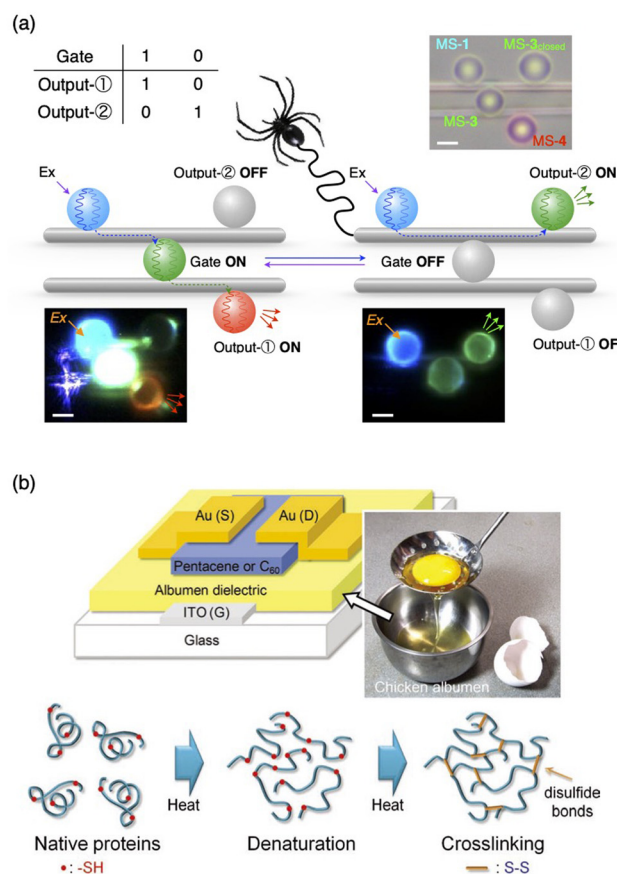 (a)
Gate 1 0
Output-① 1 0
Output-② 0 1
MS-1 MS-3closed
MS-3
MS-4
Ex
Output-② OFF
Gate ON
Output-① ON
Ex
Output-② ON
Gate OFF
Output-① OF
Ex
Ex
(b)
Au (S) Au (D)
Pentacene or C60
Albumen dielectric
ITO (G)
Glass
Chicken albumen
Heat
Heat
disulfide
bonds
Native proteins
Denaturation
Crosslinking
: -SH
: S-S